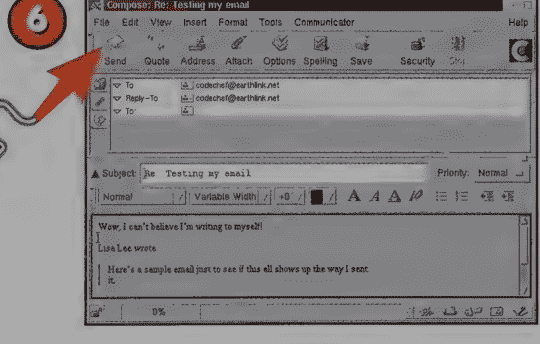 6
Compose: Re: Testing my email
File Edit View Insert Format Tools Communicator Help
Send Quote Address Attach Options Spelling Save Security Stop
To codechef@earthlink.net
Reply-To codechef@earthlink.net
To:
Subject: Re Testing my email Priority: Normal
Normal Variable Width +0 A A A
Wow, I can't believe I'm writing to myself!
Lisa Lee wrote
Here's a sample email just to see if this all shows up the way I sent
it.
0%